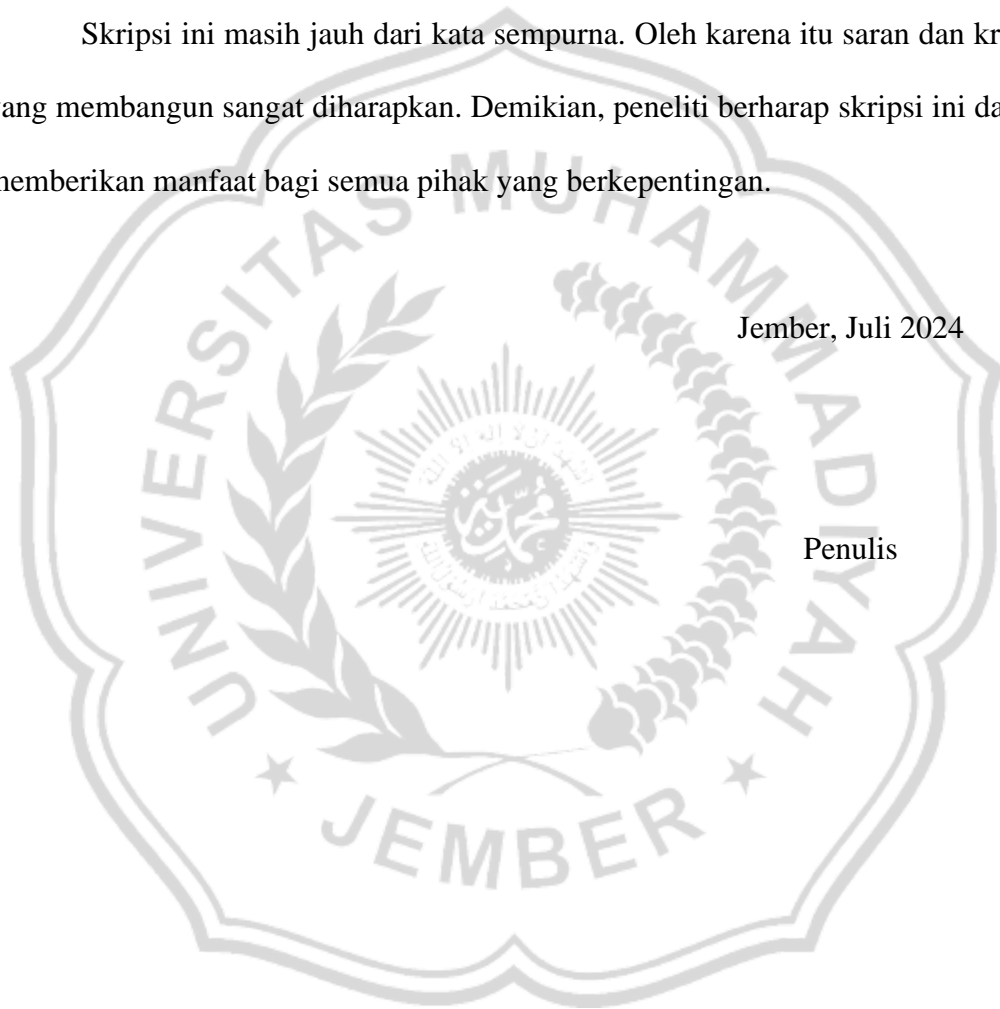 Skripsi ini masih jauh dari kata sempurna. Oleh karena itu saran dan kr
yang membangun sangat diharapkan. Demikian, peneliti berharap skripsi ini da
memberikan manfaat bagi semua pihak yang berkepentingan.
UNIVERSITAS MUHAMMADIYAH
Jember, Juli 2024
Penulis
JEMBER